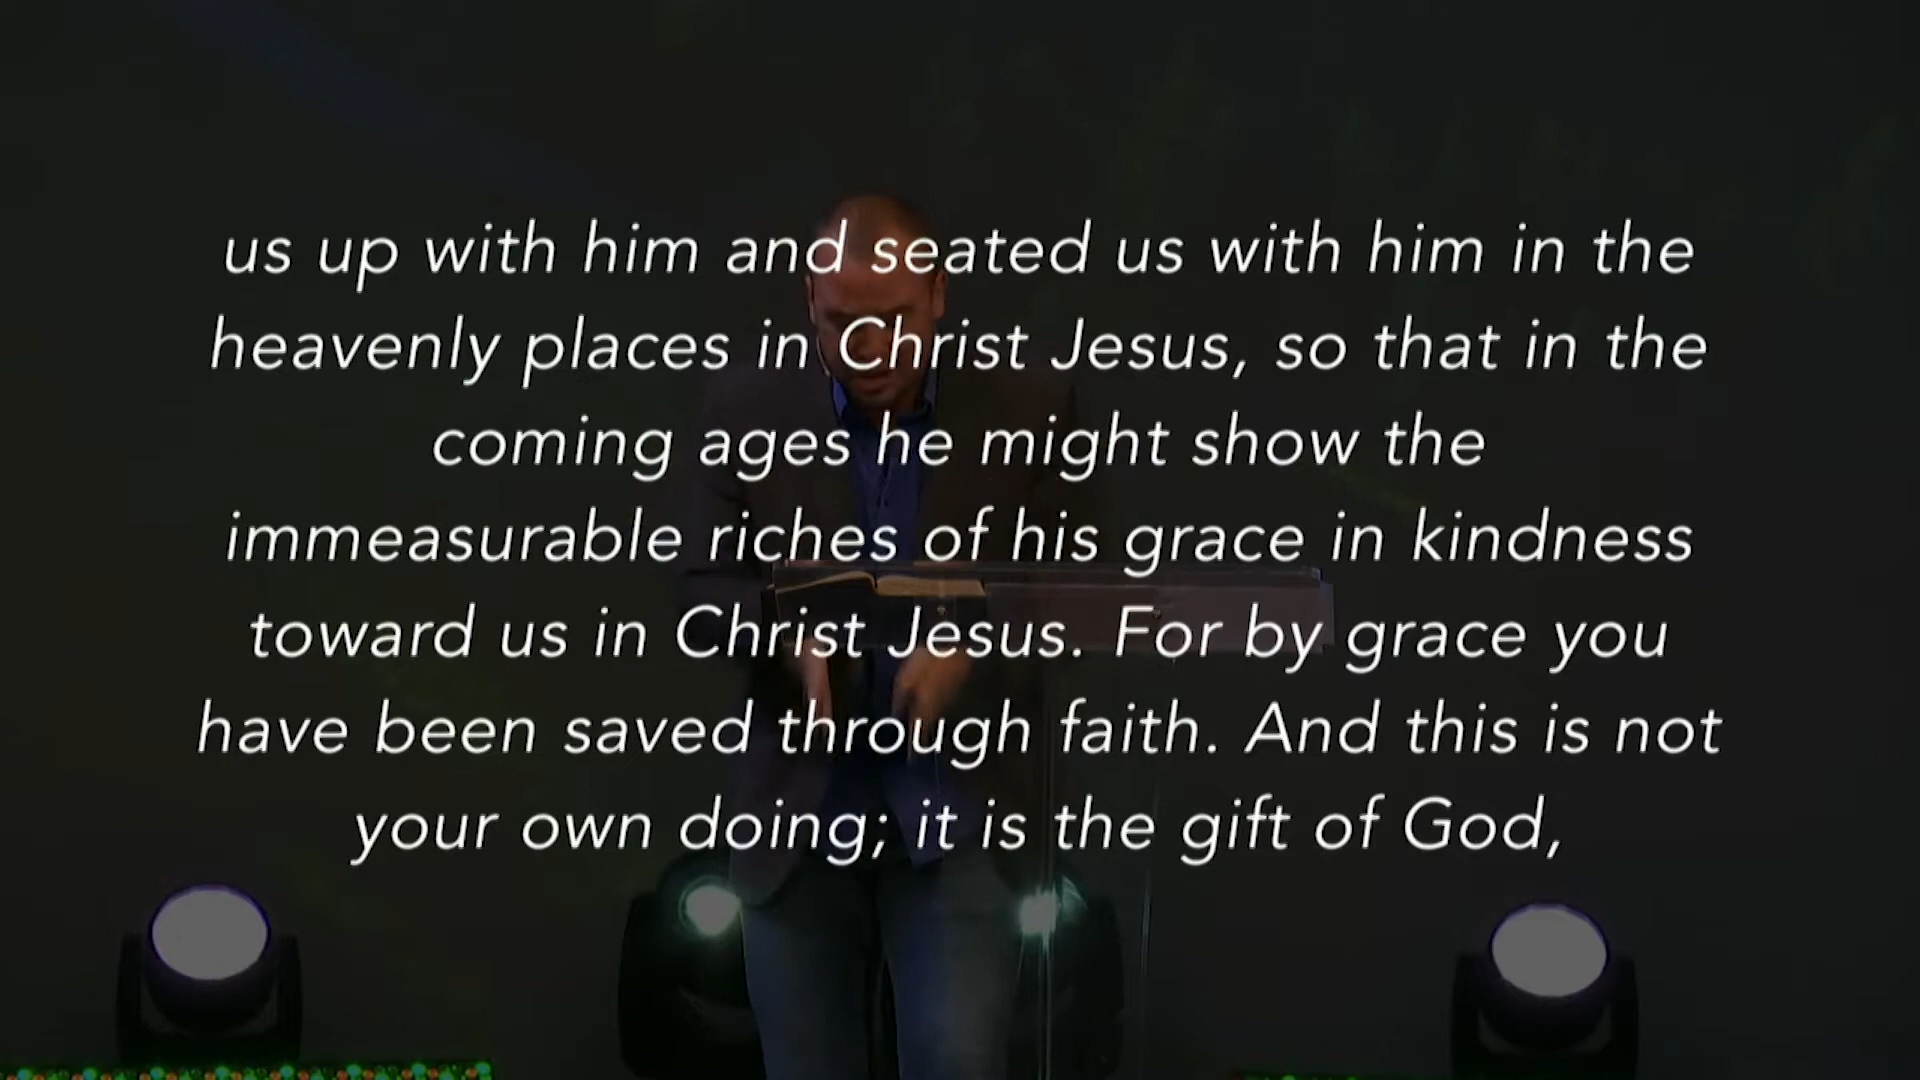 us up with him and seated us with him in the
heavenly places in Christ Jesus, so that in the
coming ages he might show the
immeasurable riches of his grace in kindness
toward us in Christ Jesus. For by grace you
have been saved through faith. And this is not
your own doing; it is the gift of God,